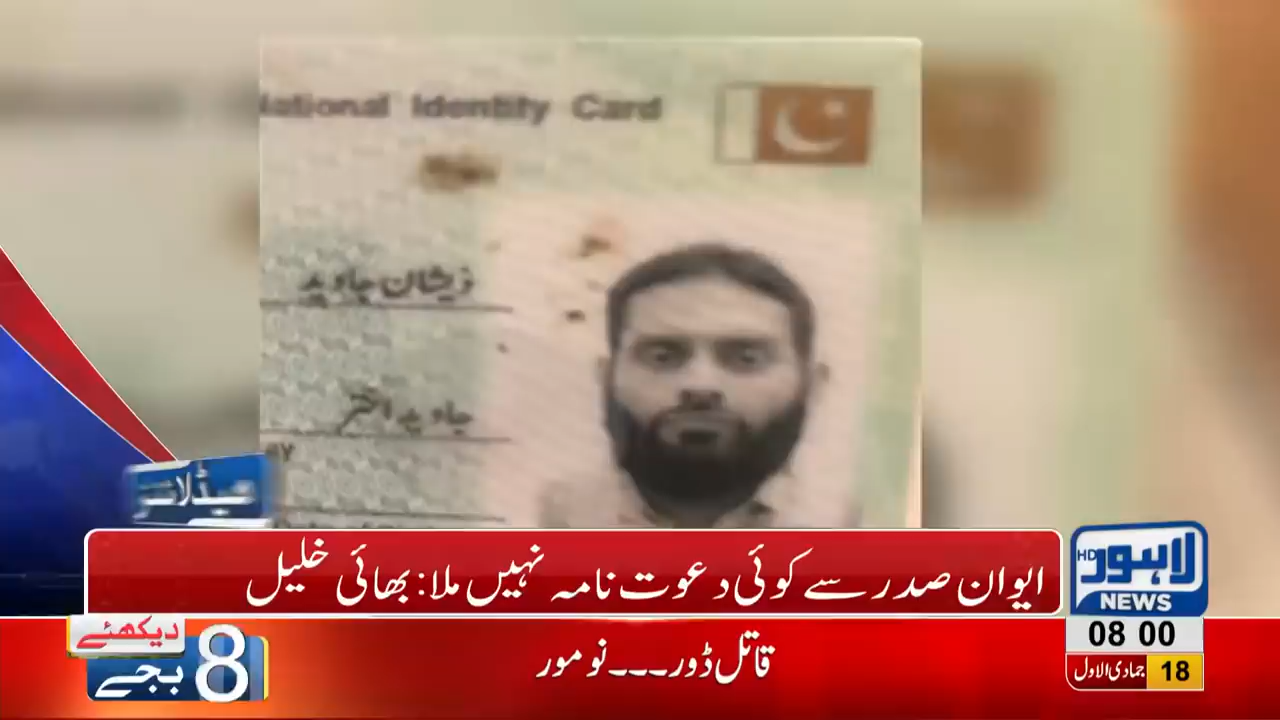 National Identity Card
ذیشان جاوید
جاوید اختر
ہیڈلائنز
ایوان صدر سے کوئی دعوت نامہ نہیں ملا: بھائی خلیل
قاتل ڈور۔۔۔نو مور
دیکھئے
8 بجے
لاہور HD
NEWS
08 00
18 جمادی الاول